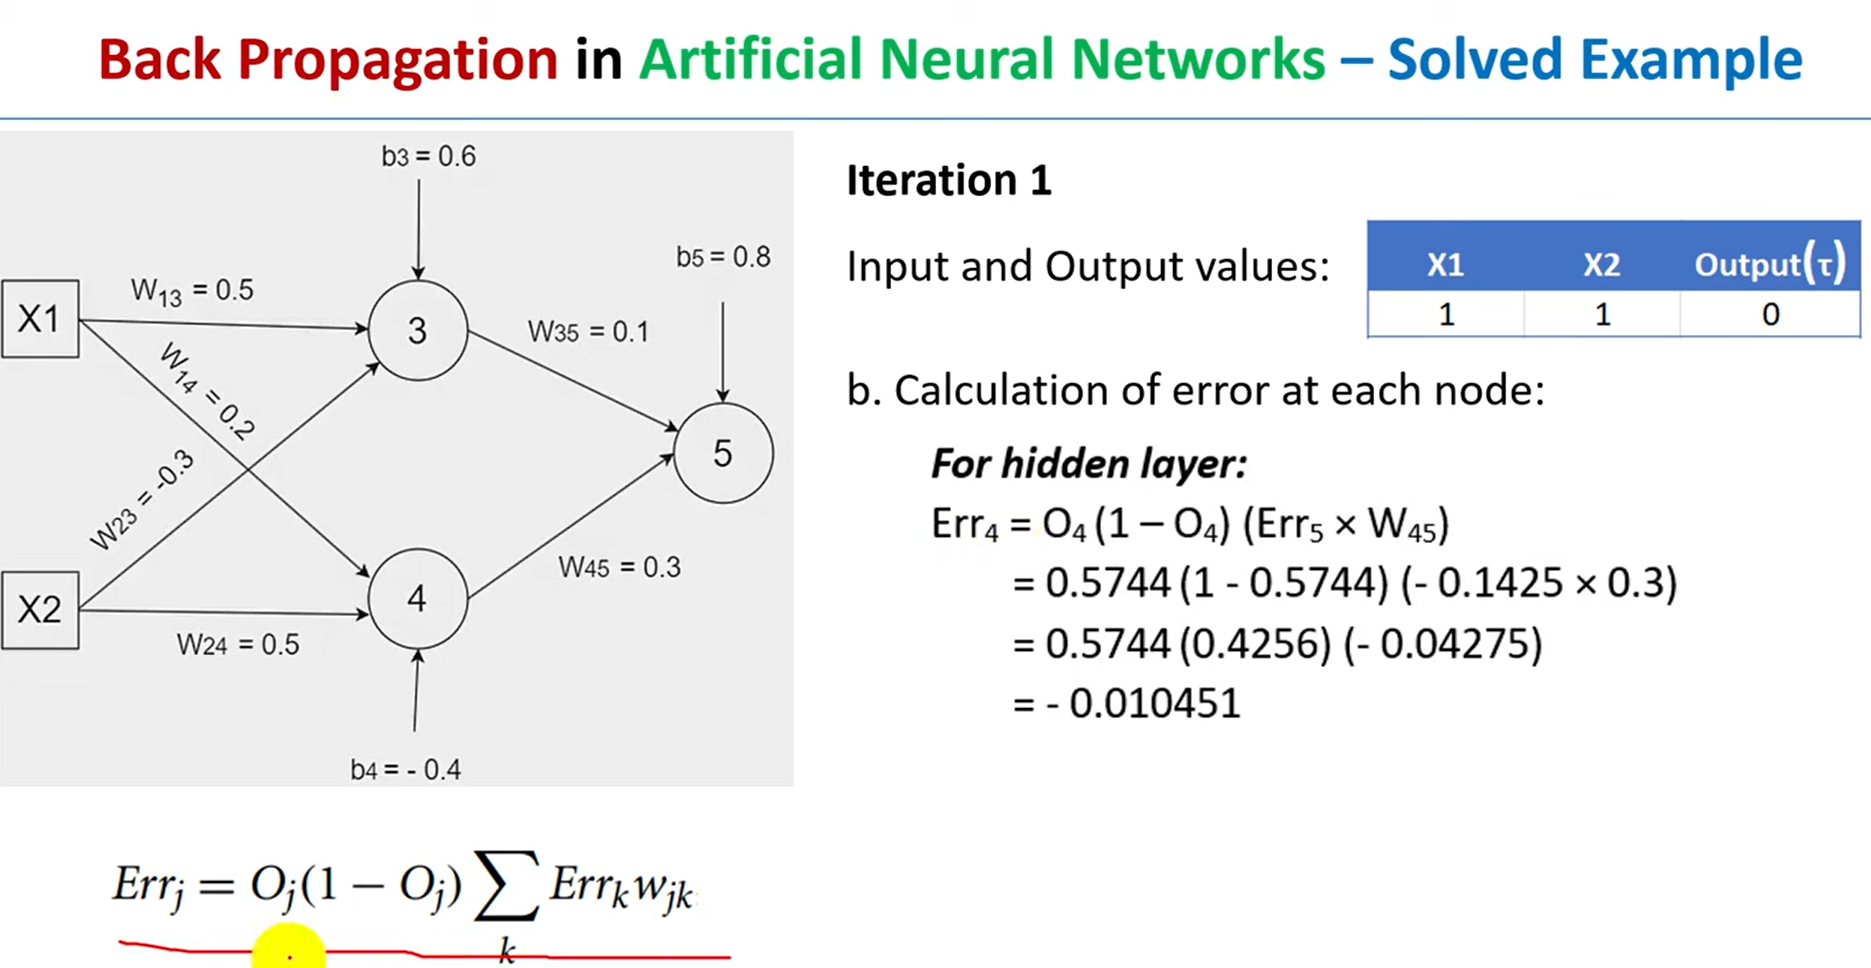 Back Propagation in Artificial Neural Networks – Solved Example
b3 = 0.6
b5 = 0.8
W13 = 0.5
X1
3
W35 = 0.1
W14 = 0.2
5
W23 = -0.3
W45 = 0.3
4
X2
W24 = 0.5
b4 = - 0.4
Iteration 1
Input and Output values:
X1 X2 Output(τ)
1 1 0
b. Calculation of error at each node:
For hidden layer:
Err₄ = O₄ (1 – O₄) (Err₅ × W₄₅)
= 0.5744 (1 - 0.5744) (- 0.1425 × 0.3)
= 0.5744 (0.4256) (- 0.04275)
= - 0.010451
Errⱼ = Oⱼ(1 − Oⱼ) ∑ Errₖwⱼₖ
k